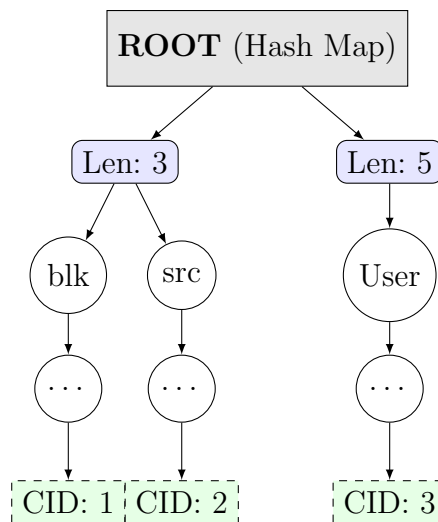 ROOT (Hash Map)
Len: 3 Len: 5
blk src User
... ... ...
CID: 1 CID: 2 CID: 3